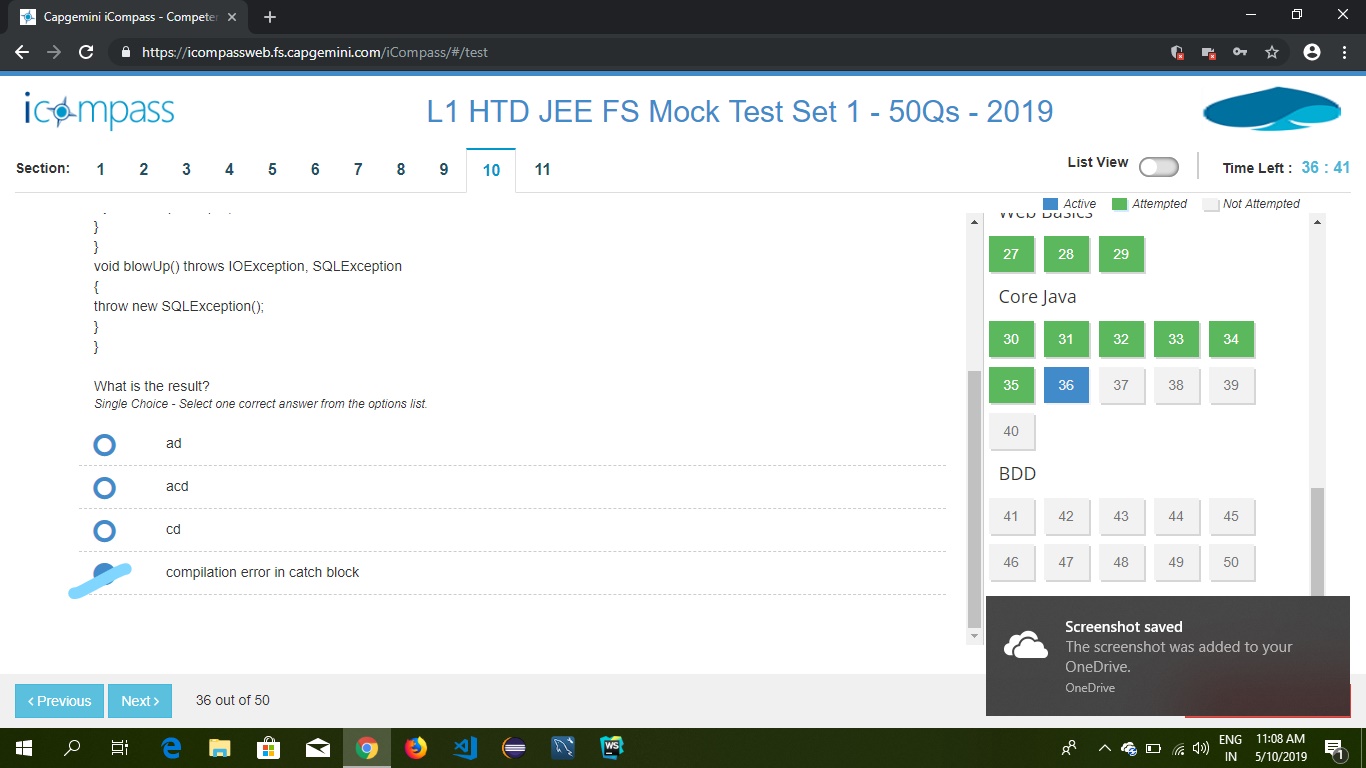 Capgemini iCompass - Competer
https://icompassweb.fs.capgemini.com/iCompass/#/test
icompass
L1 HTD JEE FS Mock Test Set 1 - 50Qs - 2019
Section: 1 2 3 4 5 6 7 8 9 10 11
List View
Time Left : 36 : 41
Active Attempted Not Attempted
}
}
void blowUp() throws IOException, SQLException
{
throw new SQLException();
}
}
What is the result?
Single Choice - Select one correct answer from the options list.
ad
acd
cd
compilation error in catch block
Web Basics
27 28 29
Core Java
30 31 32 33 34
35 36 37 38 39
40
BDD
41 42 43 44 45
46 47 48 49 50
Screenshot saved
The screenshot was added to your
OneDrive.
OneDrive
‹ Previous
Next ›
36 out of 50
WS
ENG
IN
11:08 AM
5/10/2019
1